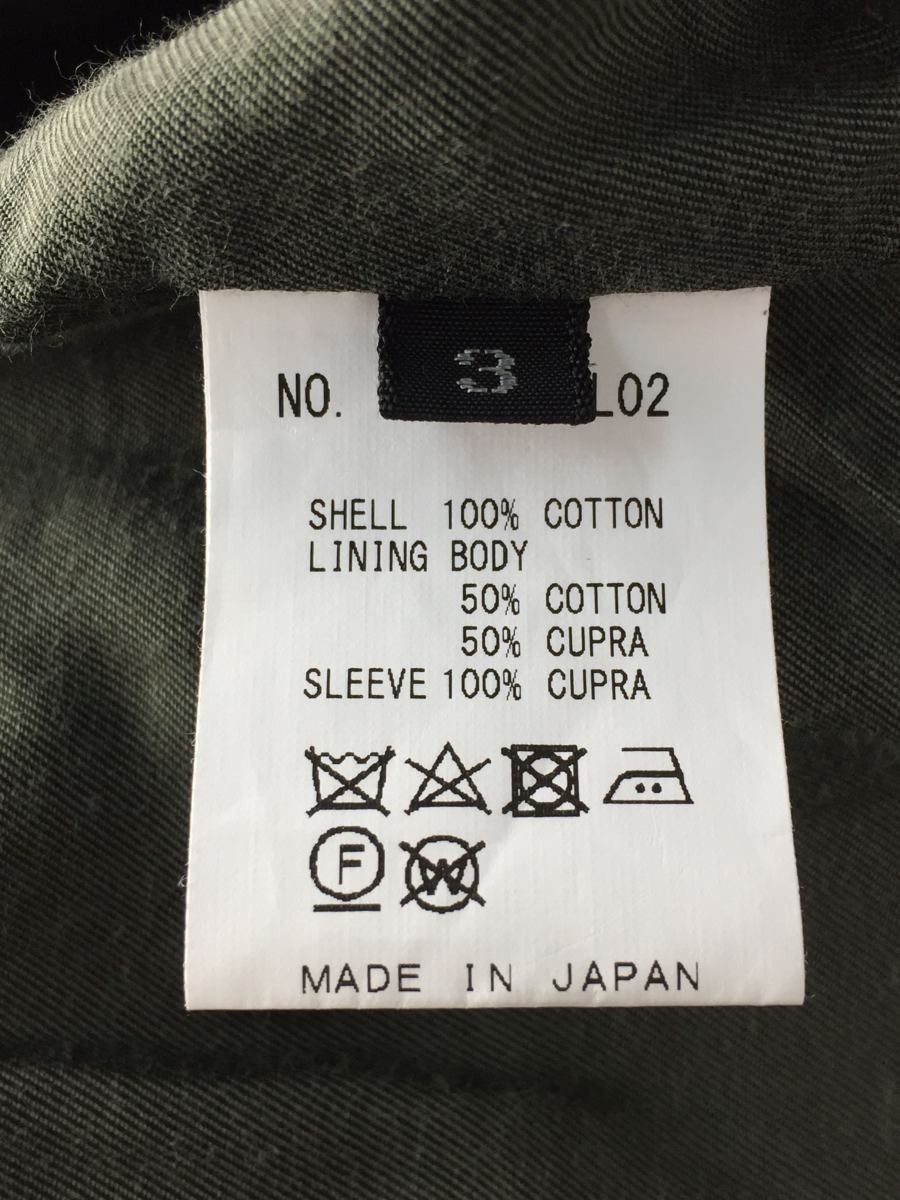 3
NO. L02
SHELL 100% COTTON
LINING BODY
50% COTTON
50% CUPRA
SLEEVE 100% CUPRA
F W
MADE IN JAPAN